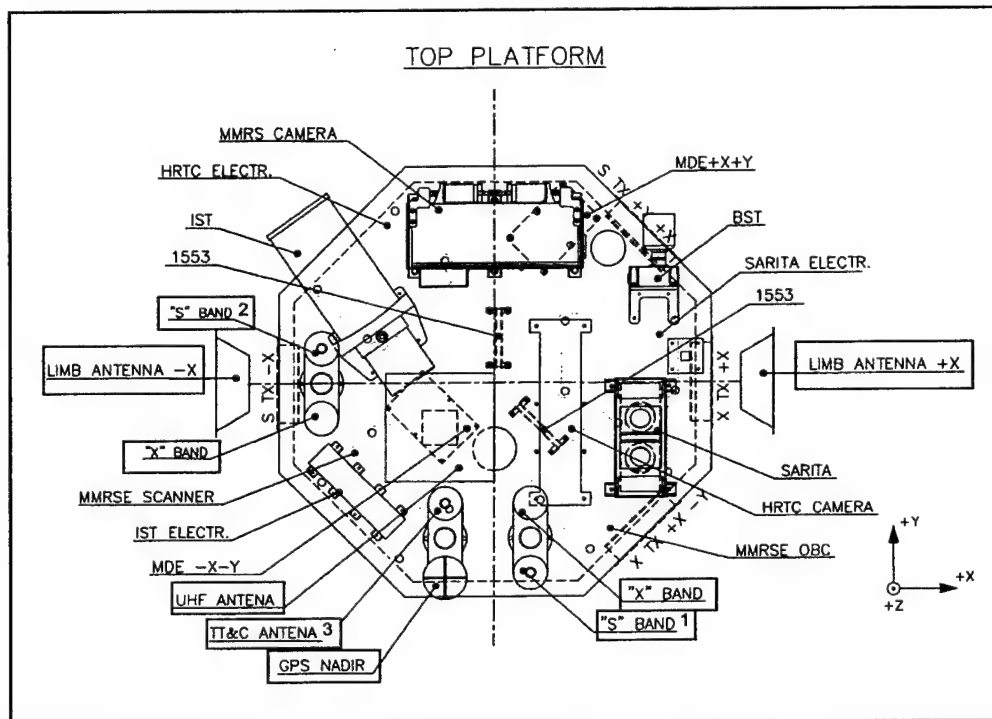 TOP PLATFORM
MMRS CAMERA
HRTC ELECTR.
IST
1553
"S" BAND 2
LIMB ANTENNA -X
"X" BAND
MMRSE SCANNER
IST ELECTR.
MDE -X-Y
UHF ANTENA
TT&C ANTENA 3
GPS NADIR
S TX -X
S TX
+X
MDE+X+Y
BST
SARITA ELECTR.
1553
LIMB ANTENNA +X
X TX +X
SARITA
HRTC CAMERA
X TX +X -Y
MMRSE OBC
"X" BAND
"S" BAND 1
+Y
+X
+Z